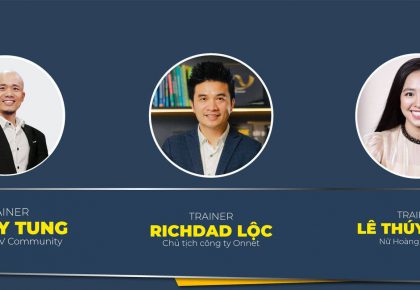 TRAINER
RICHDAD LỘC
Chủ tịch công ty Onnet
AINER
Y TUNG
V Community
TRAI
LÊ THÚY
Nữ Hoàng